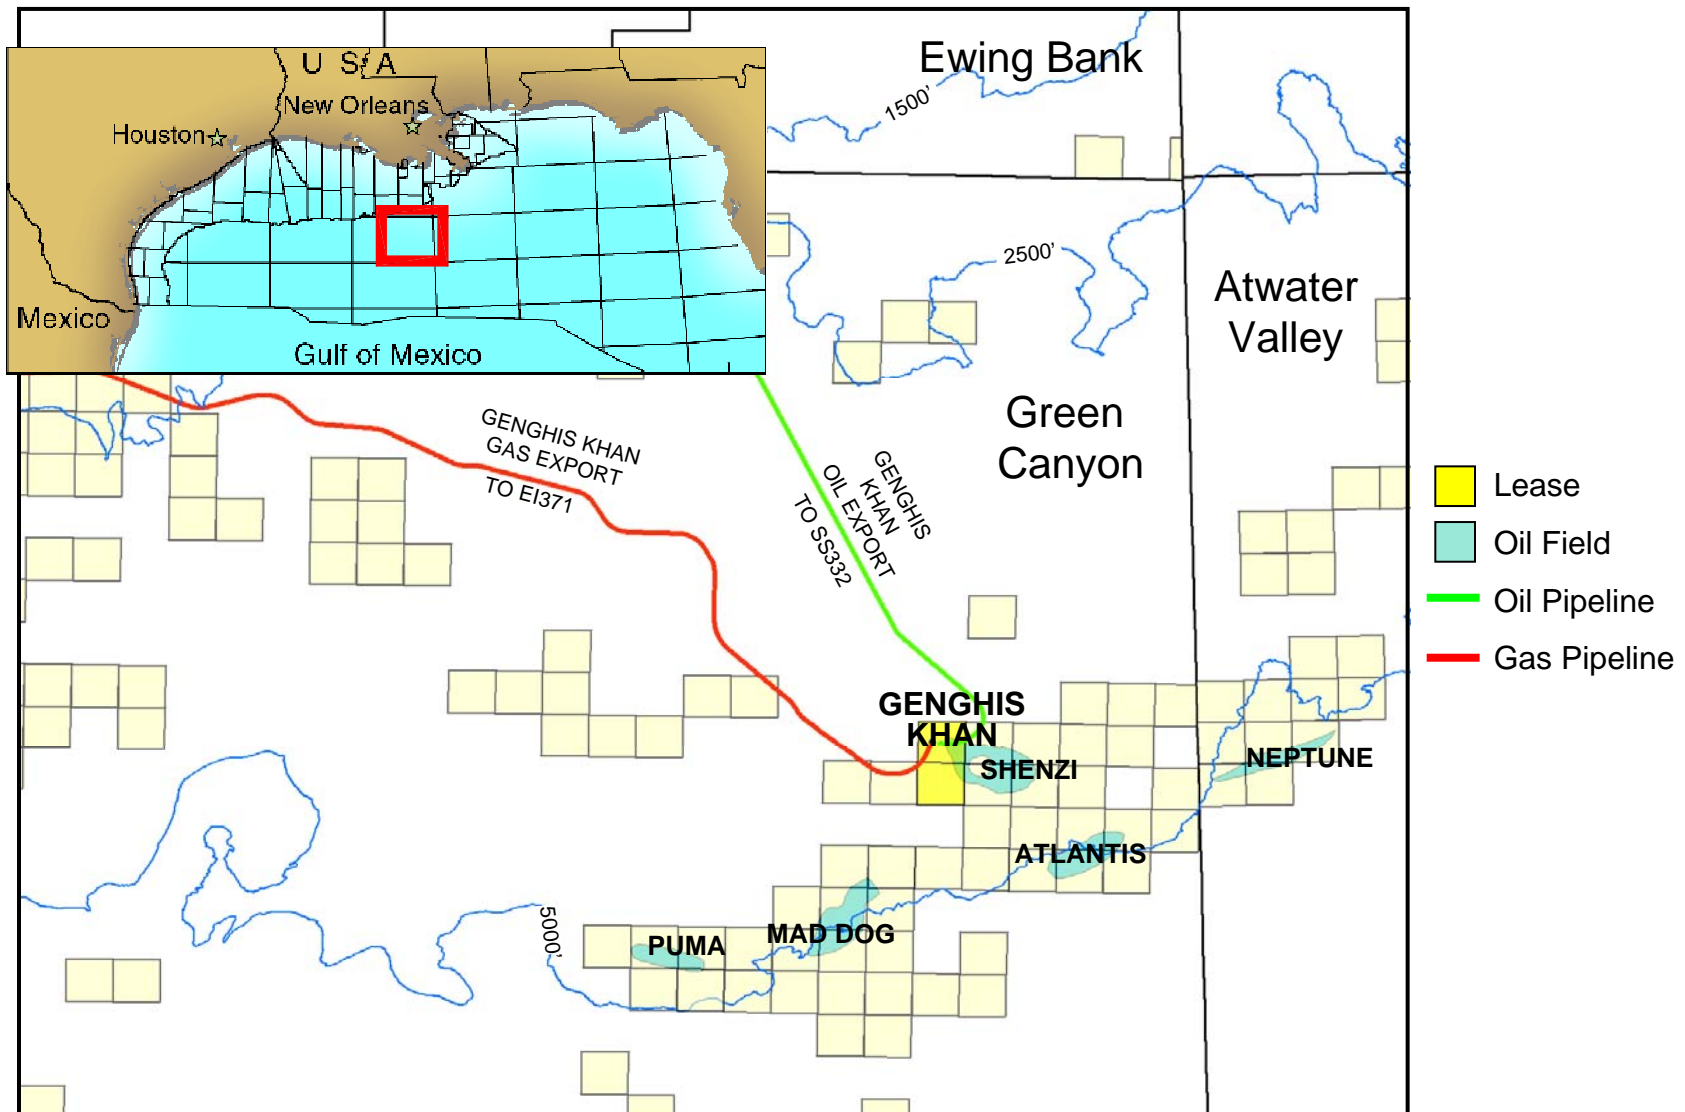 Ewing Bank
U S A
New Orleans
Houston
Mexico
Gulf of Mexico
1500'
2500'
Atwater
Valley
Green
Canyon
GENGHIS KHAN
GAS EXPORT
TO EI371
GENGHIS
KHAN
OIL EXPORT
TO SS332
Lease
Oil Field
Oil Pipeline
Gas Pipeline
GENGHIS
KHAN
SHENZI
NEPTUNE
ATLANTIS
MAD DOG
PUMA
5000'